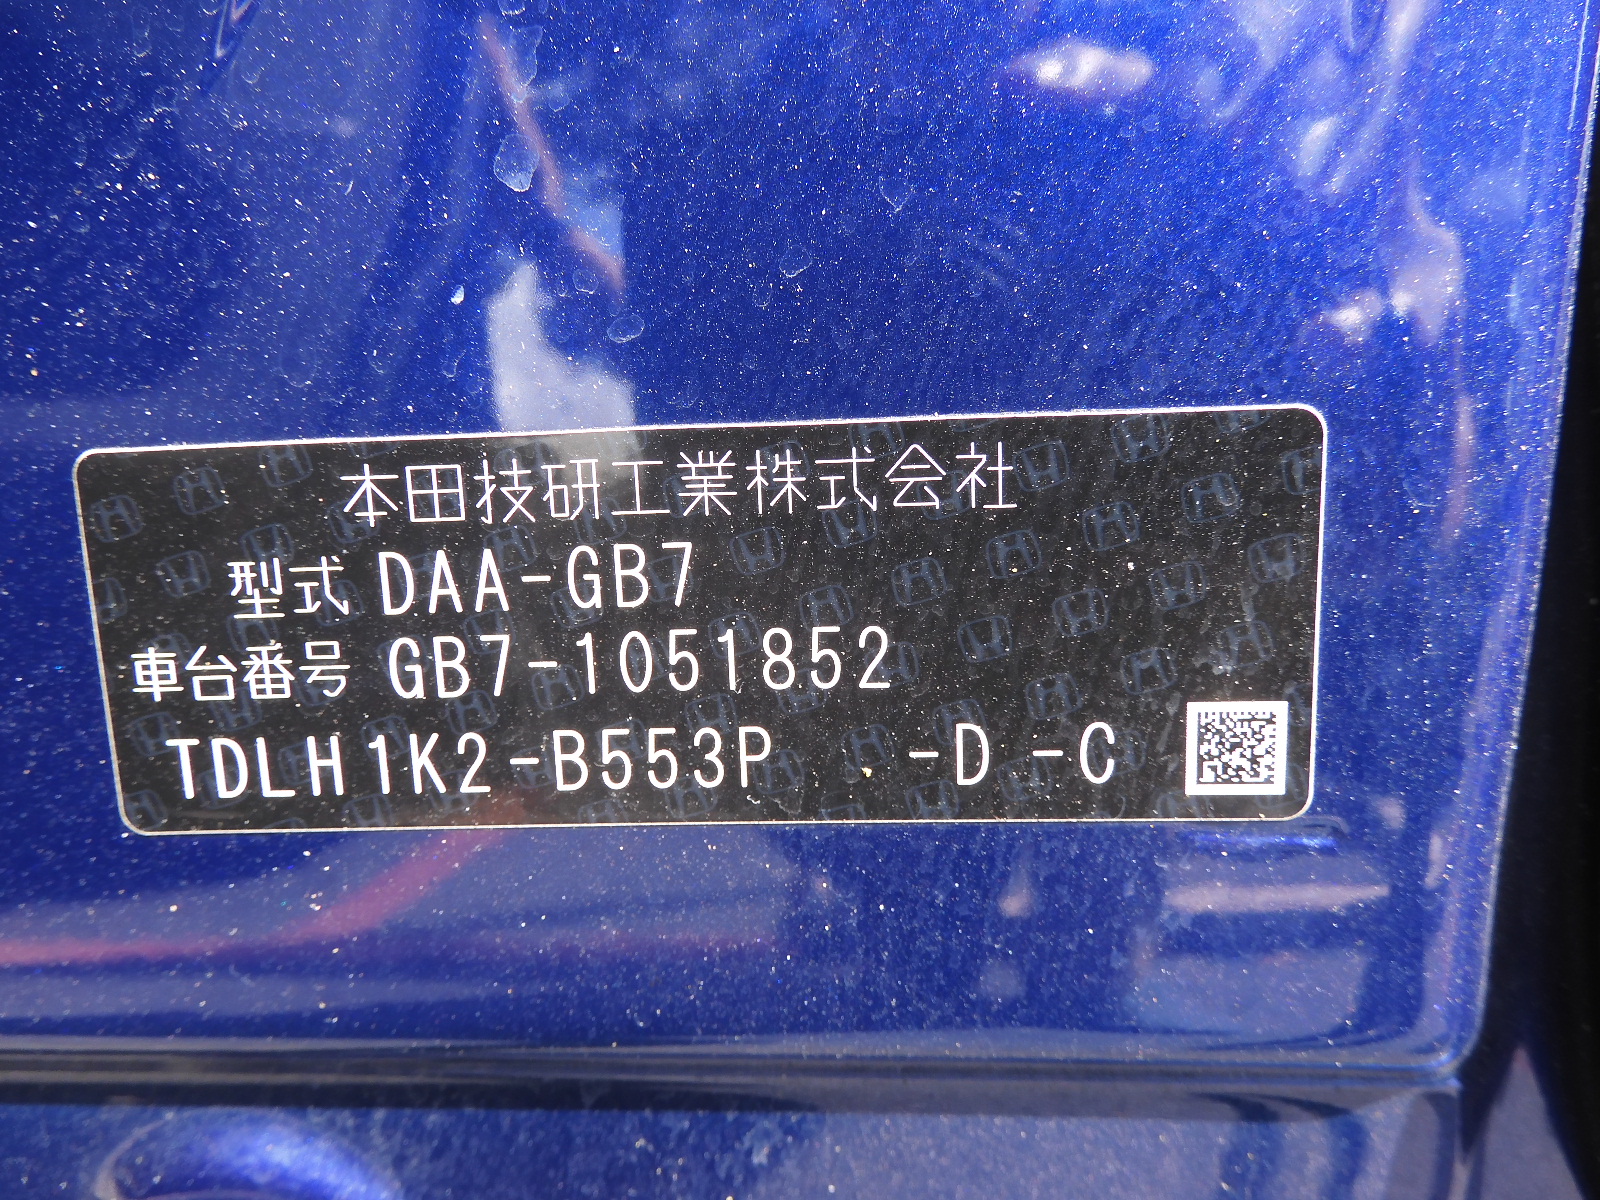 本田技研工業株式会社
型式 DAA-GB7
車台番号 GB7-1051852
TDLH1K2-B553P -D -C